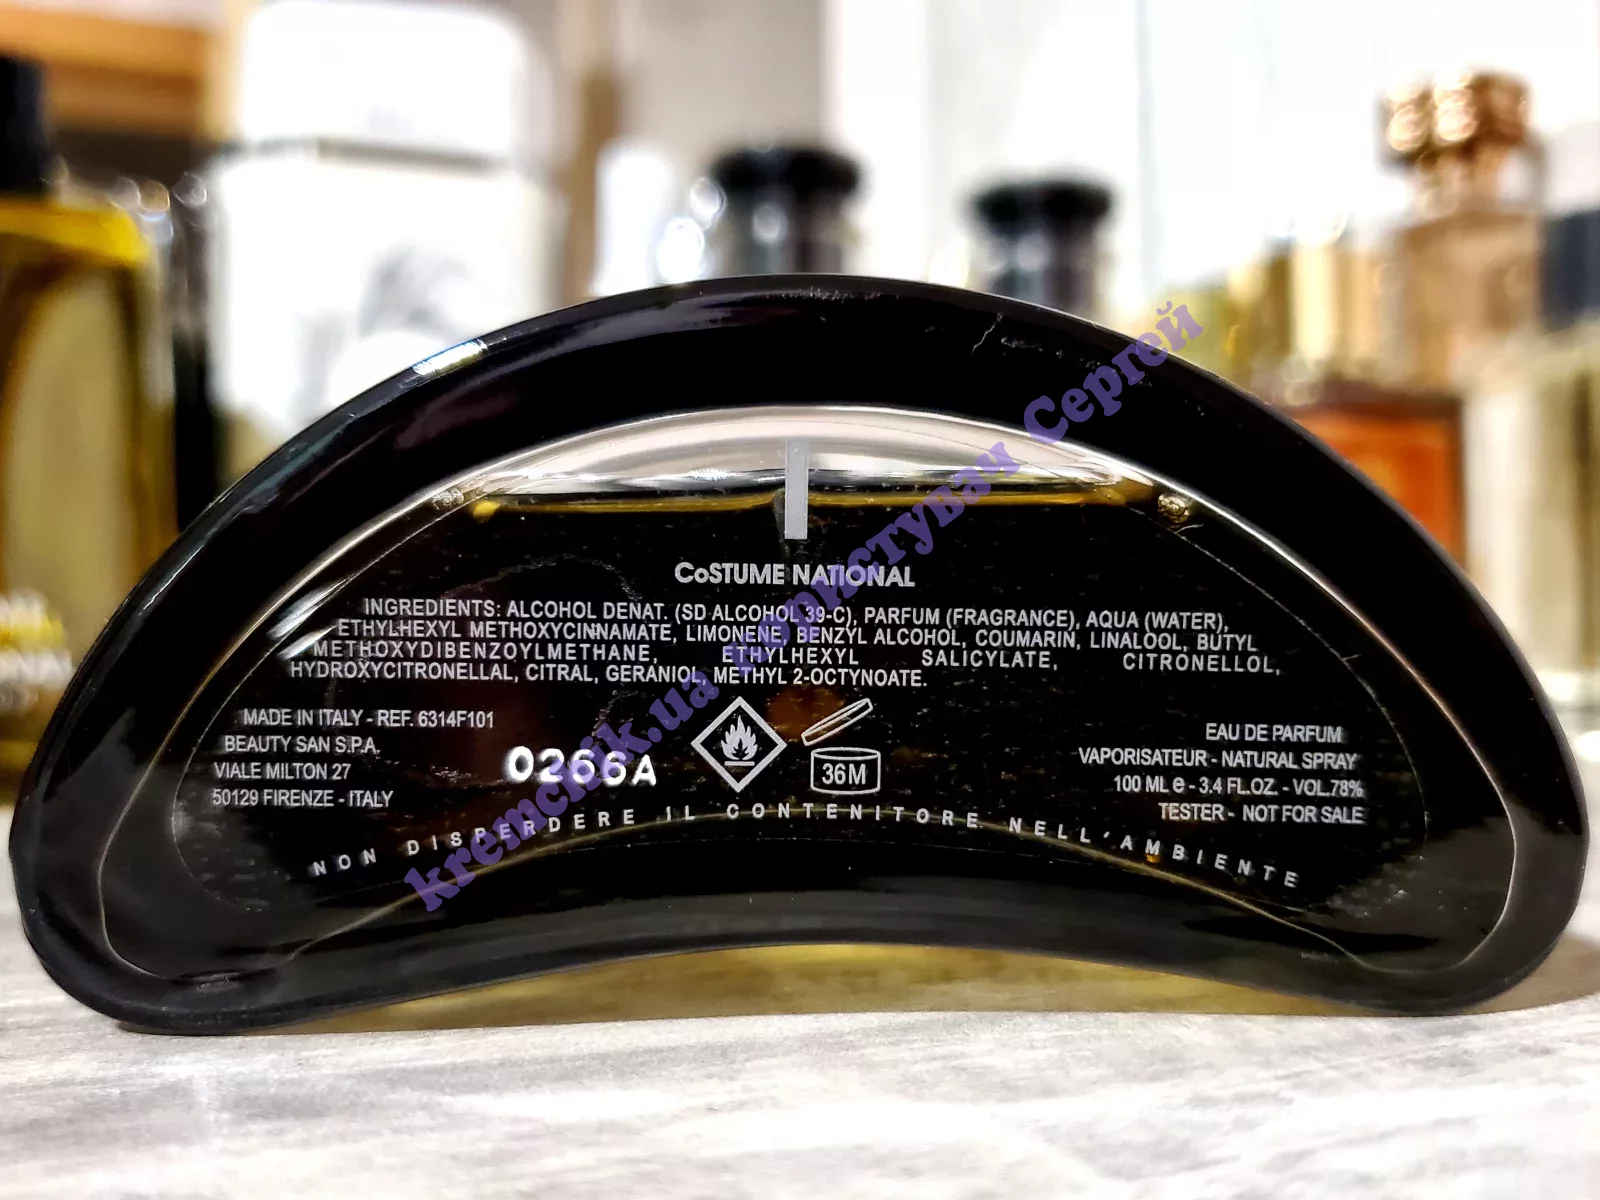 CoSTUME NATIONAL
INGREDIENTS: ALCOHOL DENAT. (SD ALCOHOL 39-C), PARFUM (FRAGRANCE), AQUA (WATER),
ETHYLHEXYL METHOXYCINNAMATE, LIMONENE, BENZYL ALCOHOL, COUMARIN, LINALOOL, BUTYL
METHOXYDIBENZOYLMETHANE, ETHYLHEXYL SALICYLATE, CITRONELLOL,
HYDROXYCITRONELLAL, CITRAL, GERANIOL, METHYL 2-OCTYNOATE.
MADE IN ITALY - REF. 6314F101
BEAUTY SAN S.P.A.
VIALE MILTON 27
50129 FIRENZE - ITALY
0266A
36M
EAU DE PARFUM
VAPORISATEUR - NATURAL SPRAY
100 ML e - 3.4 FL.OZ. - VOL.78%
TESTER - NOT FOR SALE
NON DISPERDERE IL CONTENITORE NELL'AMBIENTE
kremchik.ua користувач Сергей